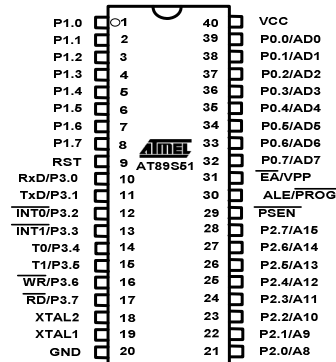 P1.0 1 40 VCC
P1.1 2 39 P0.0/AD0
P1.2 3 38 P0.1/AD1
P1.3 4 37 P0.2/AD2
P1.4 5 36 P0.3/AD3
P1.5 6 35 P0.4/AD4
P1.6 7 34 P0.5/AD5
P1.7 8 ATMEL 33 P0.6/AD6
RST 9 AT89S51 32 P0.7/AD7
RxD/P3.0 10 31 E̅A̅/VPP
TxD/P3.1 11 30 ALE/P̅R̅O̅G̅
I̅N̅T̅0̅/P3.2 12 29 P̅S̅E̅N̅
I̅N̅T̅1̅/P3.3 13 28 P2.7/A15
T0/P3.4 14 27 P2.6/A14
T1/P3.5 15 26 P2.5/A13
W̅R̅/P3.6 16 25 P2.4/A12
R̅D̅/P3.7 17 24 P2.3/A11
XTAL2 18 23 P2.2/A10
XTAL1 19 22 P2.1/A9
GND 20 21 P2.0/A8